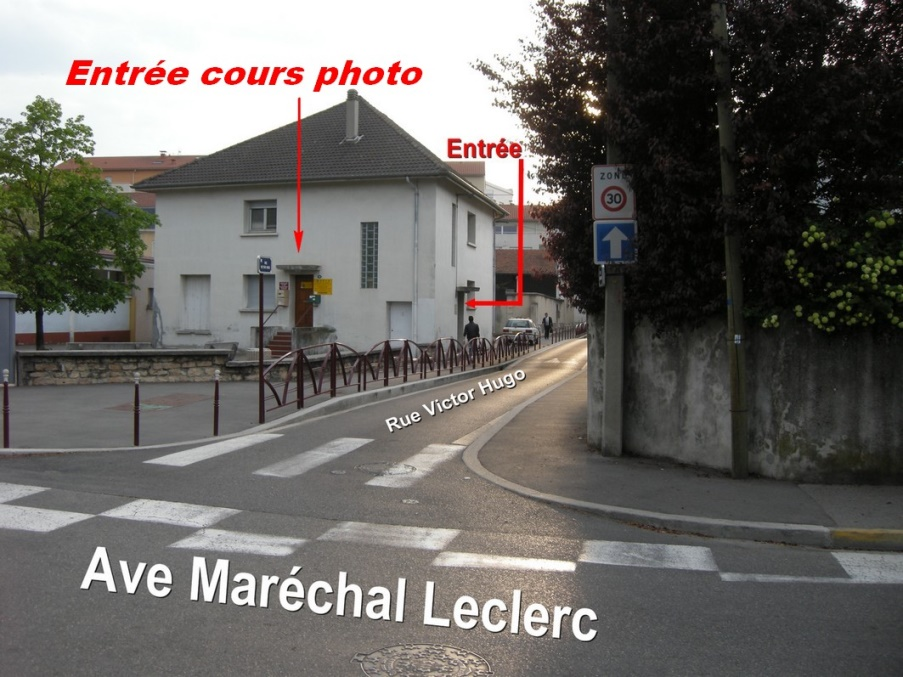 Entrée cours photo
Entrée
ZONE
30
Rue Victor Hugo
Ave Maréchal Leclerc